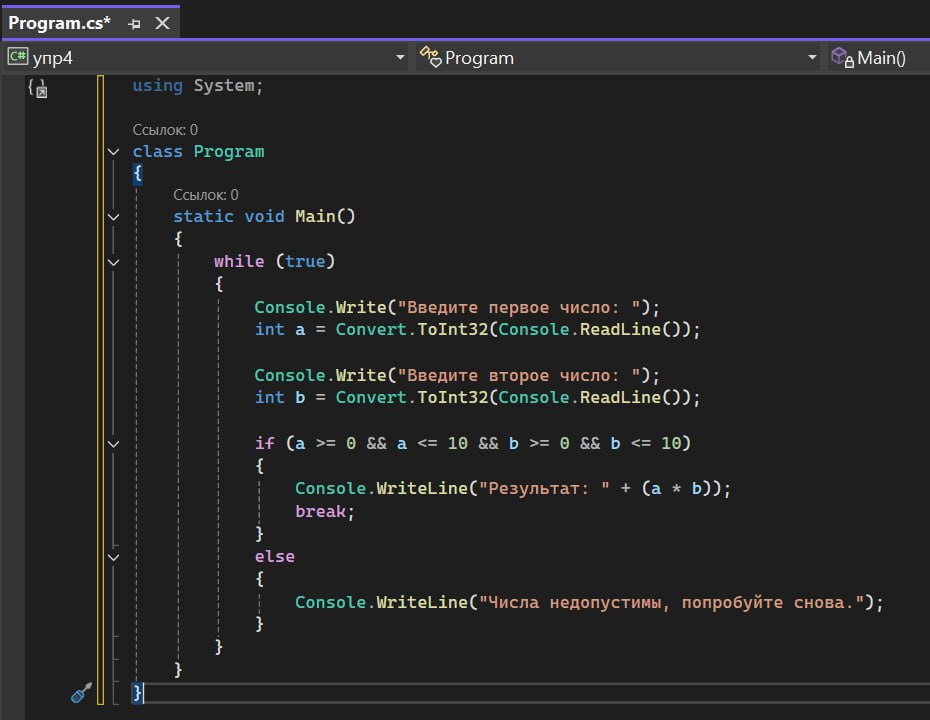 Program.cs*
C# упр4 Program Main()
using System;
Ссылок: 0
class Program
{
Ссылок: 0
static void Main()
{
while (true)
{
Console.Write("Введите первое число: ");
int a = Convert.ToInt32(Console.ReadLine());
Console.Write("Введите второе число: ");
int b = Convert.ToInt32(Console.ReadLine());
if (a >= 0 && a <= 10 && b >= 0 && b <= 10)
{
Console.WriteLine("Результат: " + (a * b));
break;
}
else
{
Console.WriteLine("Числа недопустимы, попробуйте снова.");
}
}
}
}